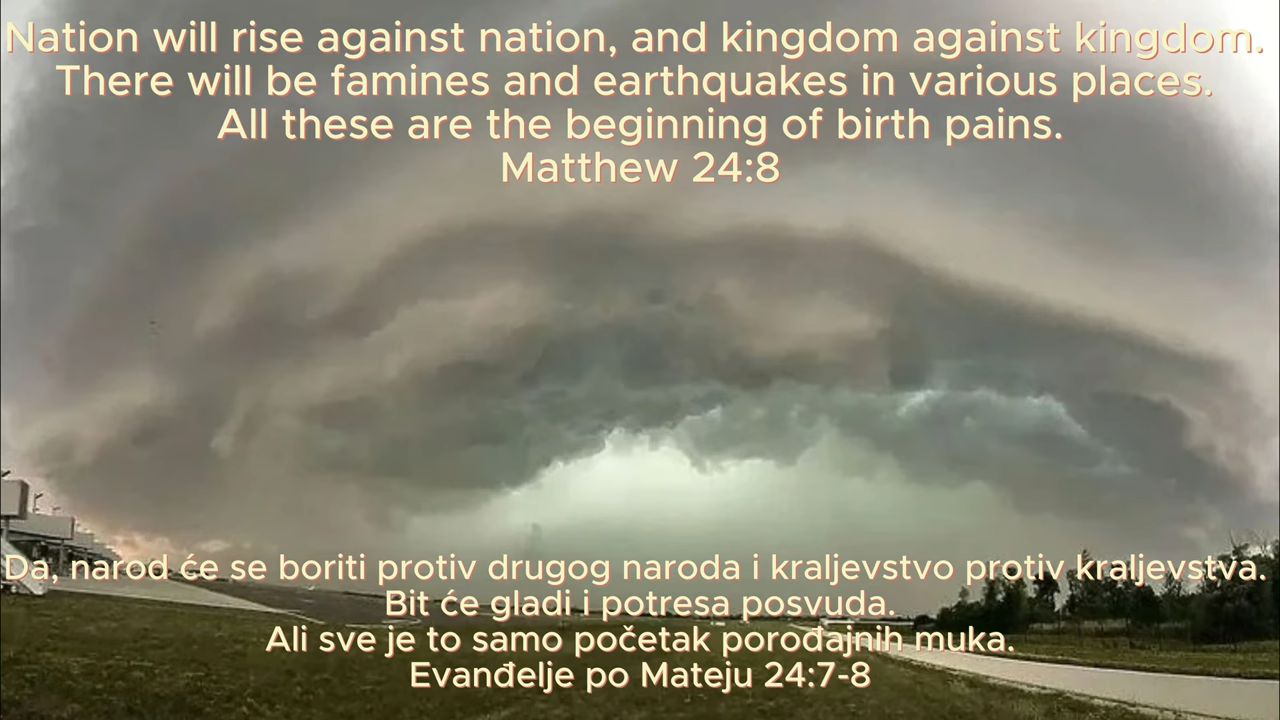 Nation will rise against nation, and kingdom against kingdom.
There will be famines and earthquakes in various places.
All these are the beginning of birth pains.
Matthew 24:8
Da, narod će se boriti protiv drugog naroda i kraljevstvo protiv kraljevstva.
Bit će gladi i potresa posvuda.
Ali sve je to samo početak porođajnih muka.
Evanđelje po Mateju 24:7-8